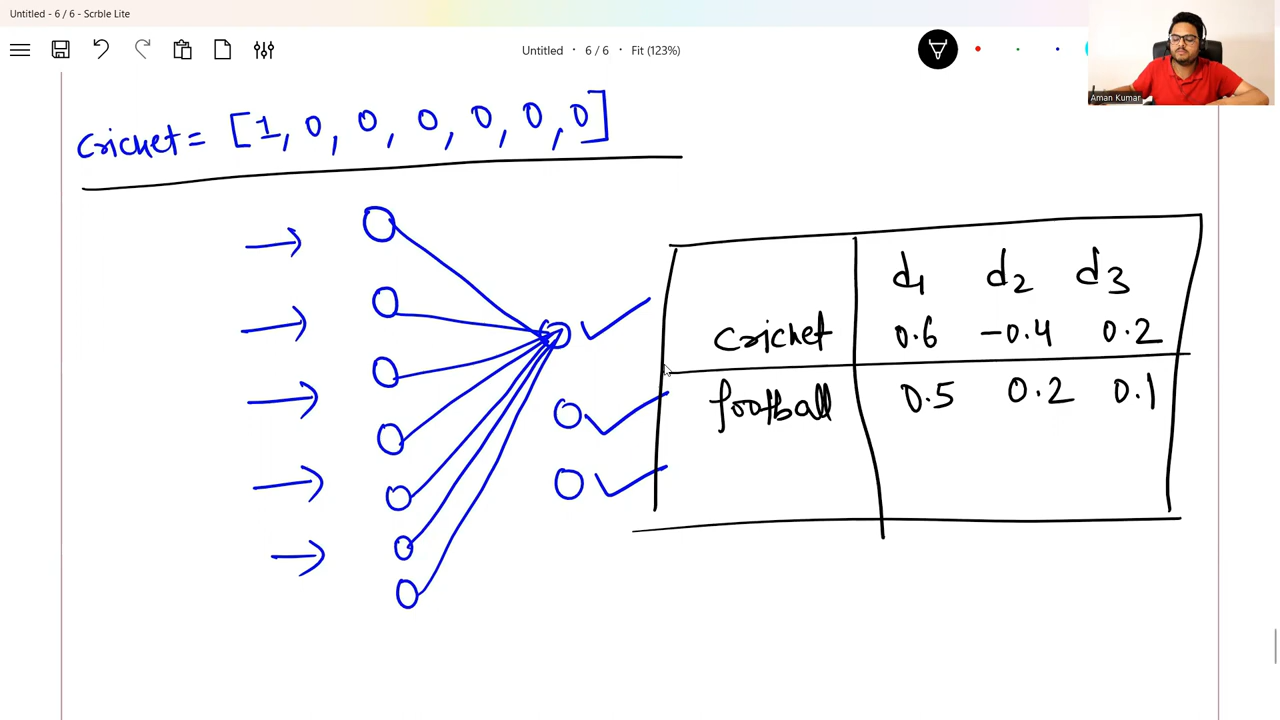 Untitled - 6 / 6 - Scrble Lite
Untitled • 6 / 6 • Fit (123%)
Aman Kumar
Cricket = [1, 0, 0, 0, 0, 0, 0]
d1 d2 d3
Cricket 0.6 -0.4 0.2
football 0.5 0.2 0.1